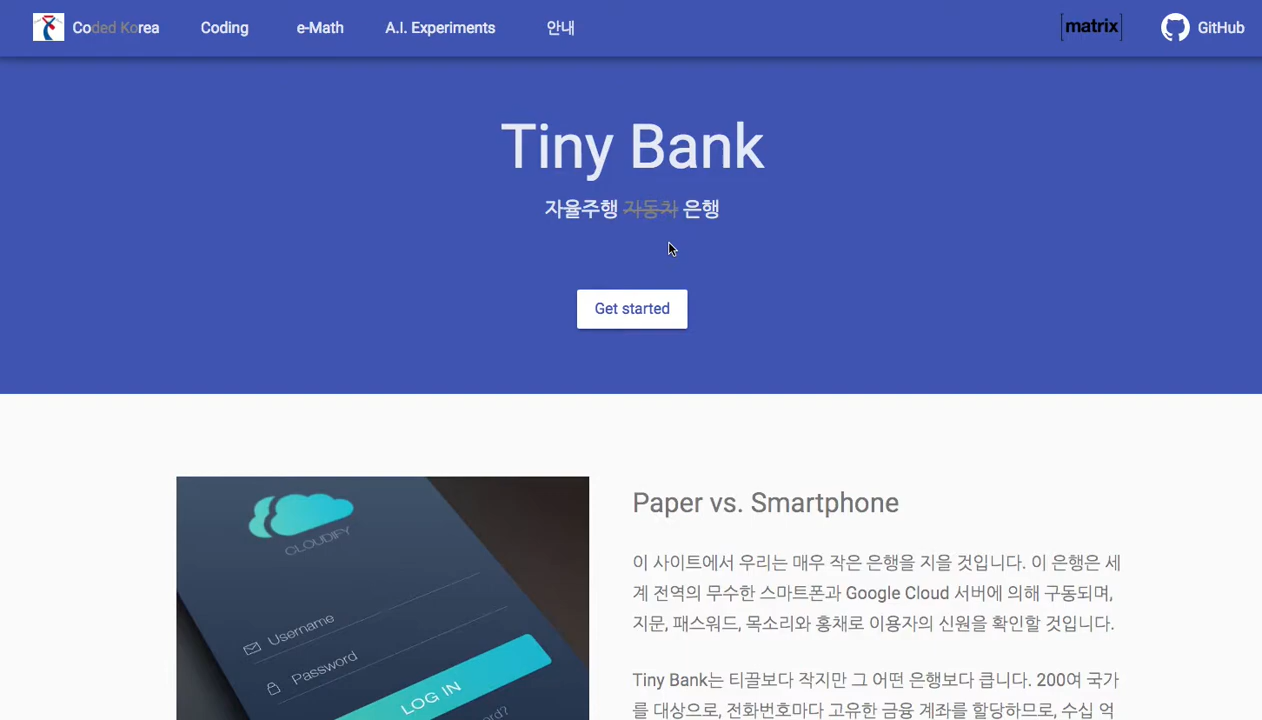 Coded Korea Coding e-Math A.I. Experiments 안내 matrix GitHub
Tiny Bank
자율주행 자동차 은행
Get started
CLOUDIFY
Username
Password
LOG IN
Paper vs. Smartphone
이 사이트에서 우리는 매우 작은 은행을 지을 것입니다. 이 은행은 세
계 전역의 무수한 스마트폰과 Google Cloud 서버에 의해 구동되며,
지문, 패스워드, 목소리와 홍채로 이용자의 신원을 확인할 것입니다.
Tiny Bank는 티끌보다 작지만 그 어떤 은행보다 큽니다. 200여 국가
를 대상으로, 전화번호마다 고유한 금융 계좌를 할당하므로, 수십 억